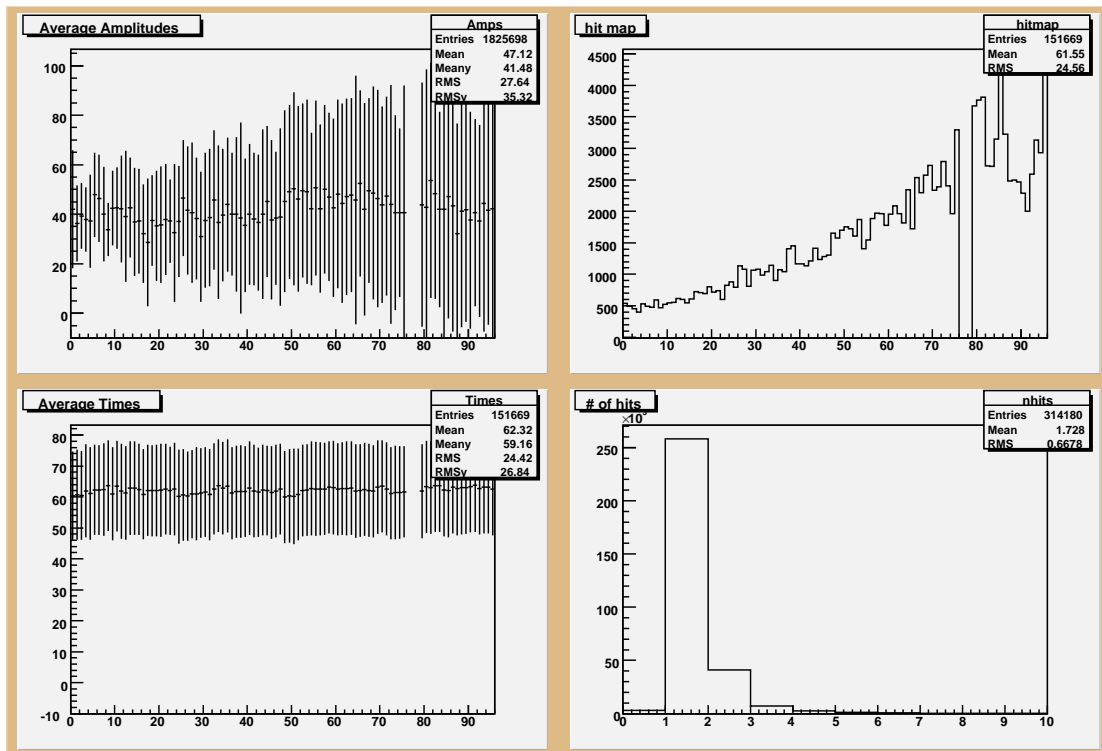 Average Amplitudes
Amps
Entries 1825698
Mean 47.12
Meany 41.48
RMS 27.64
RMSy 35.32
100
80
60
40
20
0
0 10 20 30 40 50 60 70 80 90
hit map
hitmap
Entries 151669
Mean 61.55
RMS 24.56
4500
4000
3500
3000
2500
2000
1500
1000
500
0
0 10 20 30 40 50 60 70 80 90
Average Times
Times
Entries 151669
Mean 62.32
Meany 59.16
RMS 24.42
RMSy 26.84
80
70
60
50
40
30
20
10
0
-10
0 10 20 30 40 50 60 70 80 90
# of hits
nhits
Entries 314180
Mean 1.728
RMS 0.6678
×10³
250
200
150
100
50
0
0 1 2 3 4 5 6 7 8 9 10